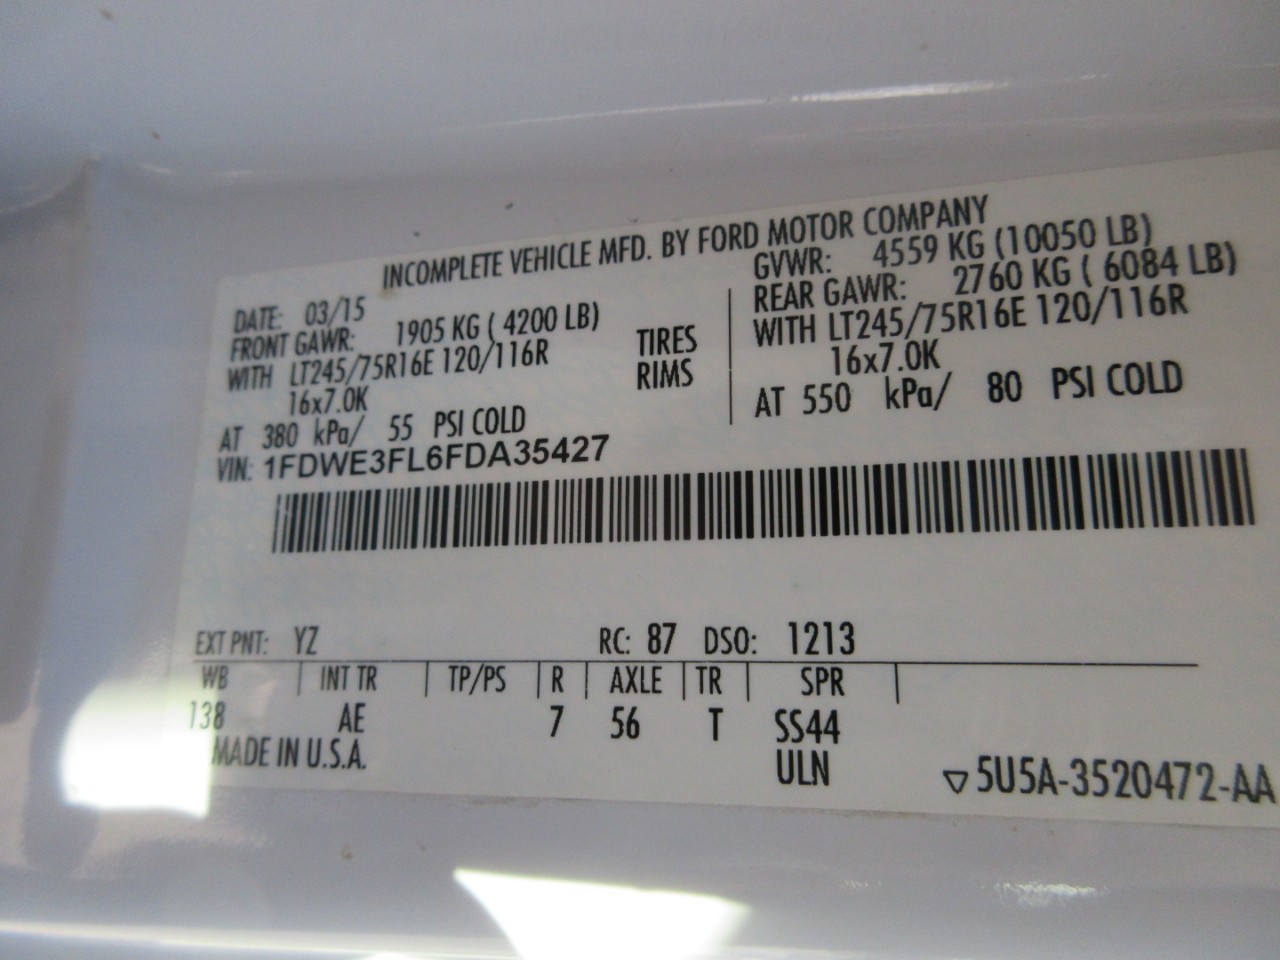 INCOMPLETE VEHICLE MFD. BY FORD MOTOR COMPANY
DATE: 03/15
GVWR: 4559 KG (10050 LB)
FRONT GAWR: 1905 KG ( 4200 LB)
REAR GAWR: 2760 KG ( 6084 LB)
WITH LT245/75R16E 120/116R TIRES WITH LT245/75R16E 120/116R
16x7.0K RIMS 16x7.0K
AT 380 kPa/ 55 PSI COLD AT 550 kPa/ 80 PSI COLD
VIN: 1FDWE3FL6FDA35427
EXT PNT: YZ RC: 87 DSO: 1213
WB INT TR TP/PS R AXLE TR SPR
138 AE 7 56 T SS44
MADE IN U.S.A. ULN ▽5U5A-3520472-AA